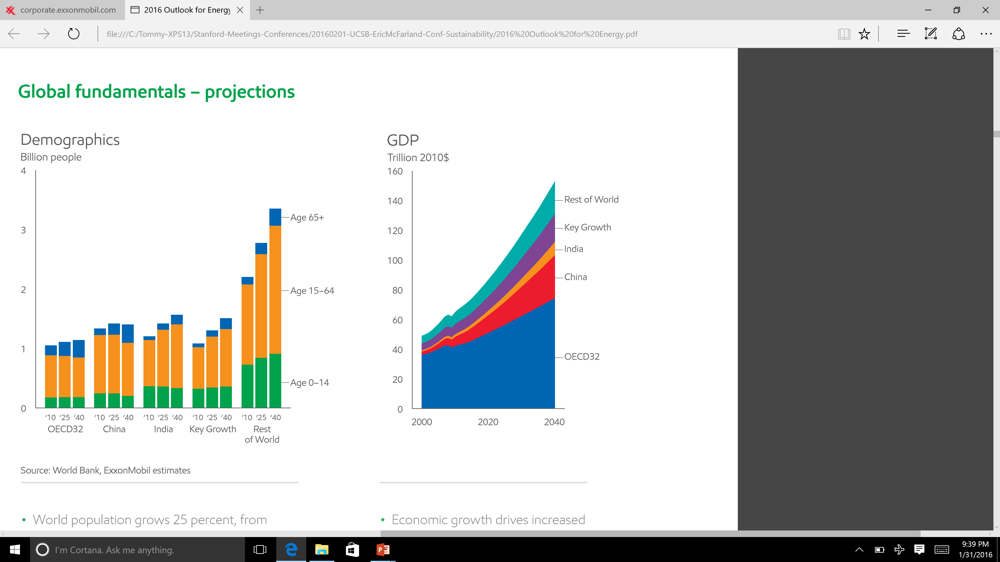 corporate.exxonmobil.com
2016 Outlook for Energy
file:///C:/Tommy-XPS13/Stanford-Meetings-Conferences/20160201-UCSB-EricMcFarland-Conf-Sustainability/2016%20Outlook%20for%20Energy.pdf
Global fundamentals – projections
Demographics
Billion people
4
3
2
1
0
Age 65+
Age 15–64
Age 0–14
‘10 ‘25 ‘40 ‘10 ‘25 ‘40 ‘10 ‘25 ‘40 ‘10 ‘25 ‘40 ‘10 ‘25 ‘40
OECD32 China India Key Growth Rest
of World
Source: World Bank, ExxonMobil estimates
• World population grows 25 percent, from
GDP
Trillion 2010$
160
140
120
100
80
60
40
20
0
Rest of World
Key Growth
India
China
OECD32
2000 2020 2040
• Economic growth drives increased
I'm Cortana. Ask me anything.
9:39 PM
1/31/2016